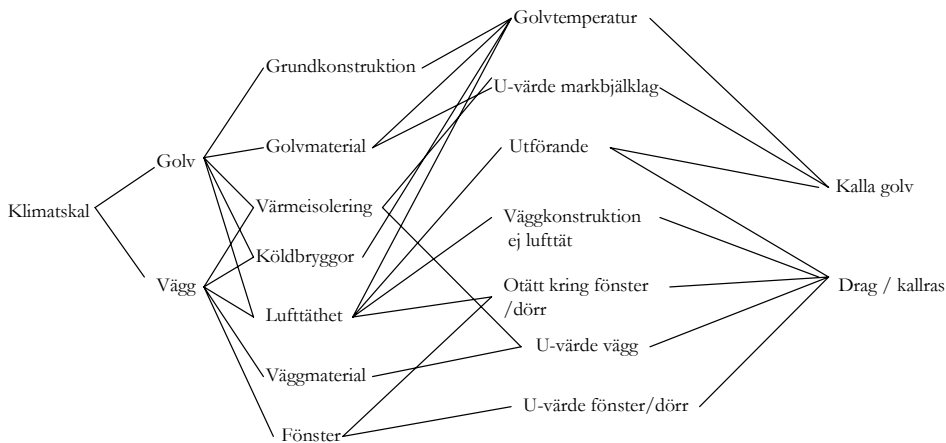 Klimatskal
Golv
Vägg
Grundkonstruktion
Golvmaterial
Värmeisolering
Köldbryggor
Lufttäthet
Väggmaterial
Fönster
Golvtemperatur
U-värde markbjälklag
Utförande
Väggkonstruktion
ej lufttät
Otätt kring fönster
/dörr
U-värde vägg
U-värde fönster/dörr
Kalla golv
Drag / kallras